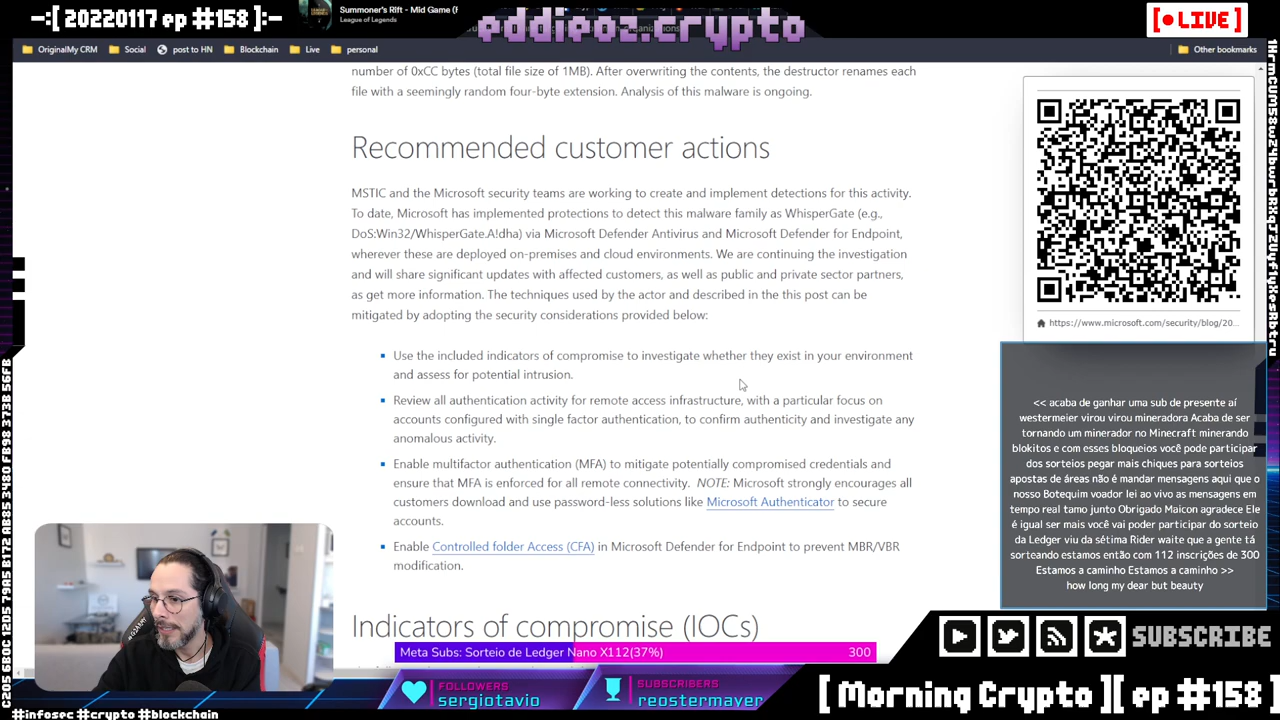 -:[ 20220117 ep #158 ]:-
Summoner's Rift - Mid Game (F
League of Legends
eddieoz.crypto
[● LIVE]
OriginalMy CRM
Social
post to HN
Blockchain
Live
personal
Other bookmarks
number of 0xCC bytes (total file size of 1MB). After overwriting the contents, the destructor renames each
file with a seemingly random four-byte extension. Analysis of this malware is ongoing.
Recommended customer actions
MSTIC and the Microsoft security teams are working to create and implement detections for this activity.
To date, Microsoft has implemented protections to detect this malware family as WhisperGate (e.g.,
DoS:Win32/WhisperGate.A!dha) via Microsoft Defender Antivirus and Microsoft Defender for Endpoint,
wherever these are deployed on-premises and cloud environments. We are continuing the investigation
and will share significant updates with affected customers, as well as public and private sector partners,
as get more information. The techniques used by the actor and described in the this post can be
mitigated by adopting the security considerations provided below:
Use the included indicators of compromise to investigate whether they exist in your environment
and assess for potential intrusion.
Review all authentication activity for remote access infrastructure, with a particular focus on
accounts configured with single factor authentication, to confirm authenticity and investigate any
anomalous activity.
Enable multifactor authentication (MFA) to mitigate potentially compromised credentials and
ensure that MFA is enforced for all remote connectivity. NOTE: Microsoft strongly encourages all
customers download and use password-less solutions like Microsoft Authenticator to secure
accounts.
Enable Controlled folder Access (CFA) in Microsoft Defender for Endpoint to prevent MBR/VBR
modification.
Indicators of compromise (IOCs)
https://www.microsoft.com/security/blog/20...
<< acaba de ganhar uma sub de presente aí
westermeier virou virou mineradora Acaba de ser
tornando um minerador no Minecraft minerando
blokitos e com esses bloqueios você pode participar
dos sorteios pegar mais chiques para sorteios
apostas de áreas não é mandar mensagens aqui que o
nosso Botequim voador lei ao vivo as mensagens em
tempo real tamo junto Obrigado Maicon agradece Ele
é igual ser mais você vai poder participar do sorteio
da Ledger viu da sétima Rider waite que a gente tá
sorteando estamos então com 112 inscrições de 300
Estamos a caminho Estamos a caminho >>
how long my dear but beauty
Meta Subs: Sorteio de Ledger Nano X
112(37%)
300
FOLLOWERS
sergiotavio
SUBSCRIBERS
reostermayer
SUBSCRIBE
[ Morning Crypto ][ ep #158 ]
#infosec #crypto #blockchain
C205 5B0C 12D5 79A5 B172 AB85 3480 FB98 373B 56FF